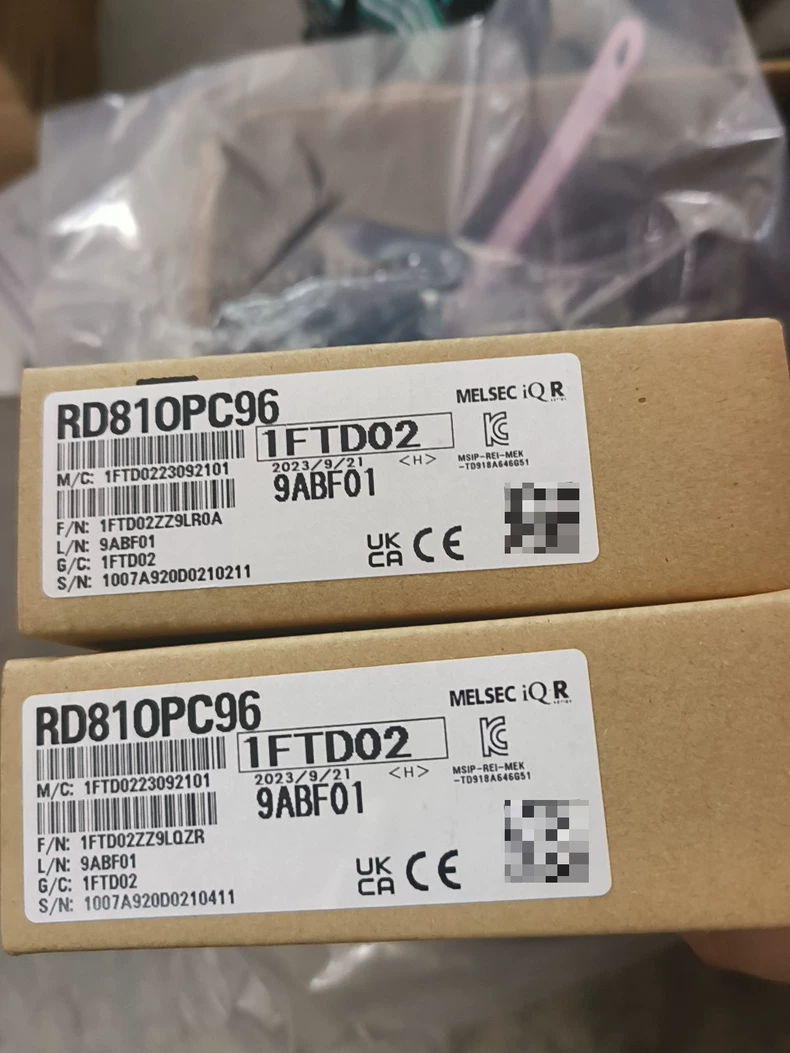 RD81OPC96
MELSEC iQ R
1FTD02
M/C: 1FTD0223092101
2023/9/21 <H>
MSIP-REI-MEK
-TD918A646G51
9ABF01
F/N: 1FTD02ZZ9LR0A
L/N: 9ABF01
G/C: 1FTD02
S/N: 1007A920D0210211
UK
CA CE
RD81OPC96
MELSEC iQ R
1FTD02
M/C: 1FTD0223092101
2023/9/21 <H>
MSIP-REI-MEK
-TD918A646G51
9ABF01
F/N: 1FTD02ZZ9LQZR
L/N: 9ABF01
G/C: 1FTD02
S/N: 1007A920D0210411
UK
CA CE